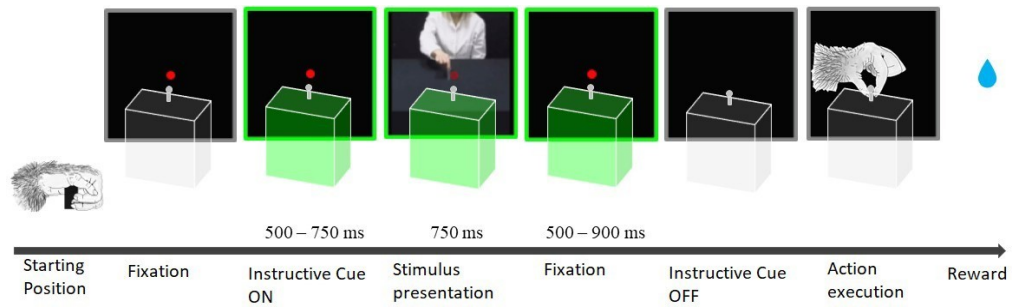 500 – 750 ms
750 ms
500 – 900 ms
Starting
Position
Fixation
Instructive Cue
ON
Stimulus
presentation
Fixation
Instructive Cue
OFF
Action
execution
Reward